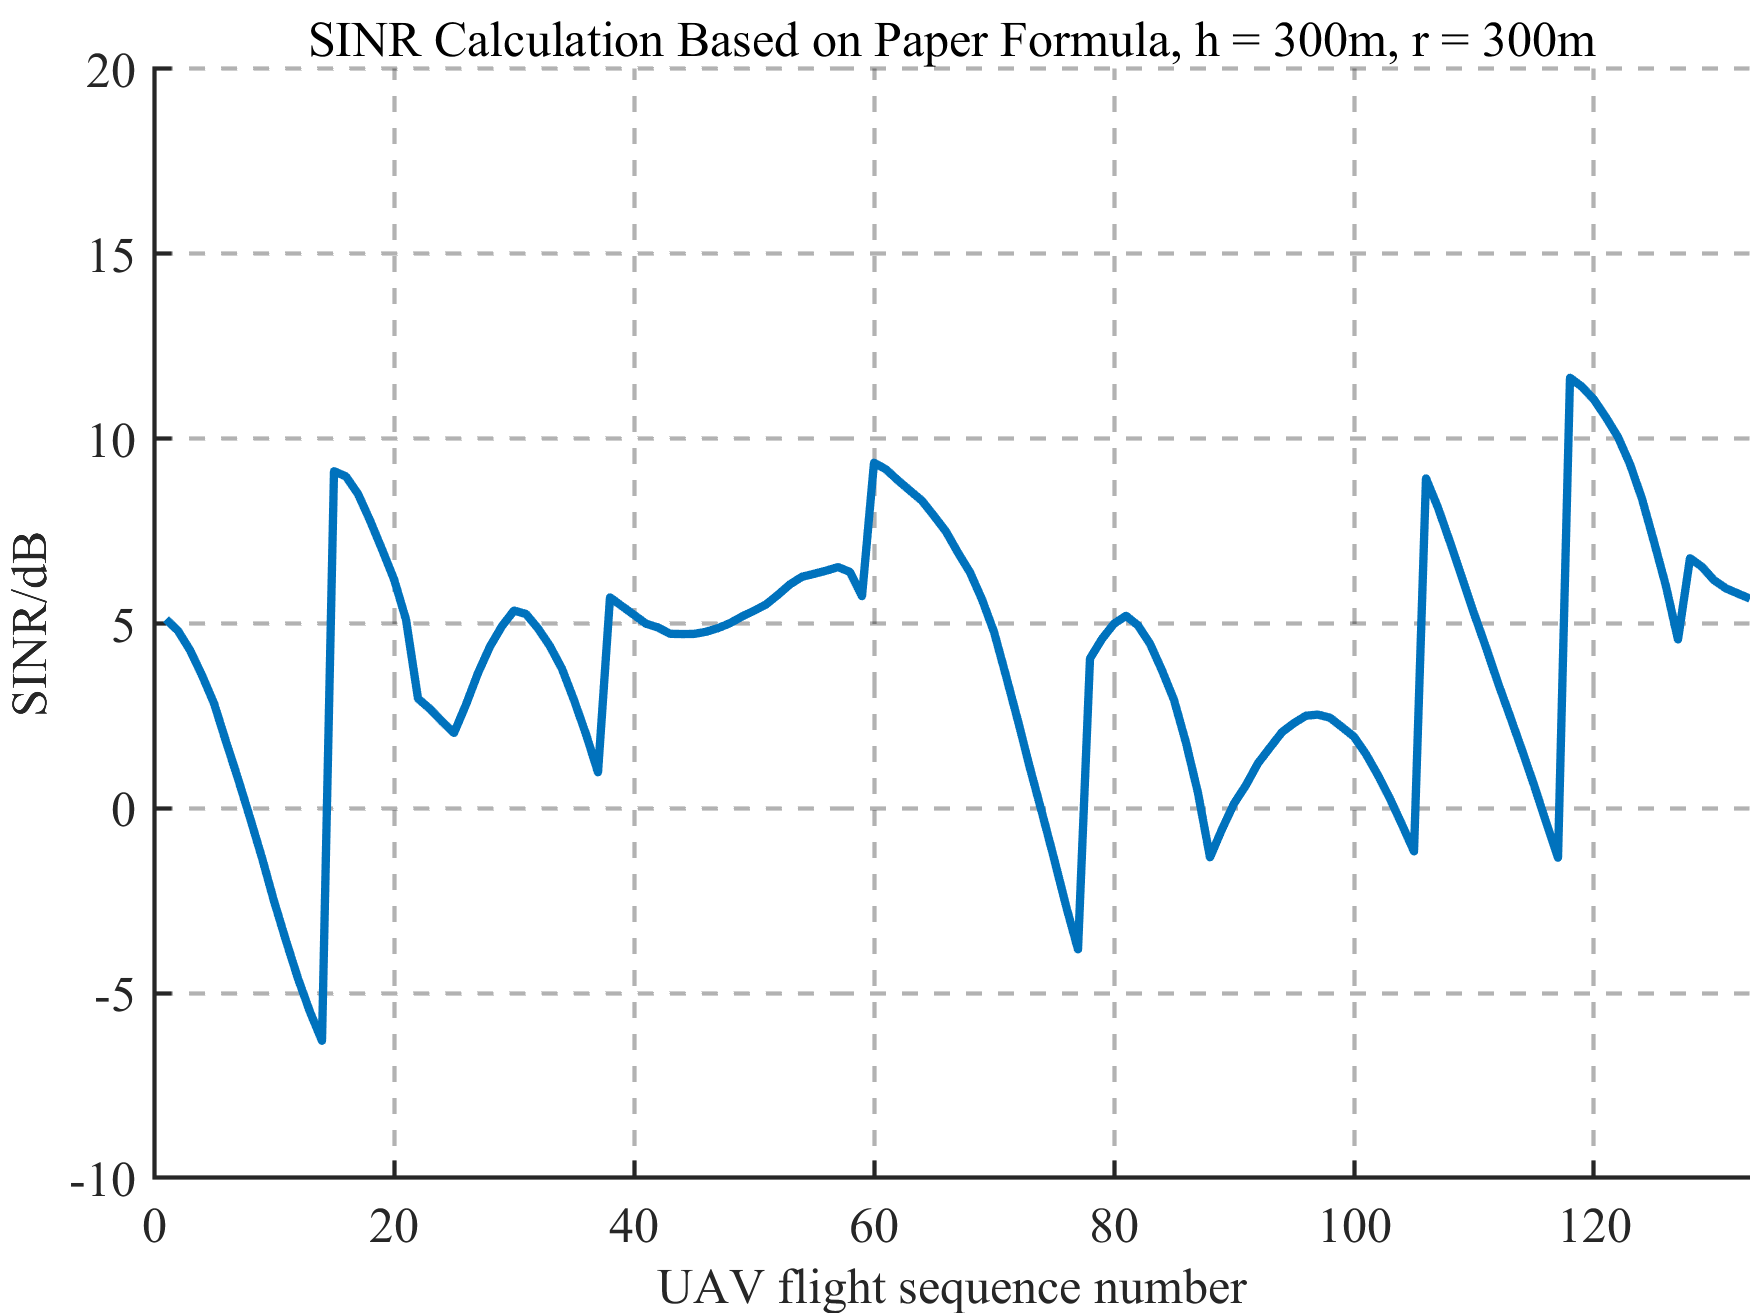 SINR Calculation Based on Paper Formula, h = 300m, r = 300m
20
15
10
5
0
-5
-10
SINR/dB
0 20 40 60 80 100 120
UAV flight sequence number